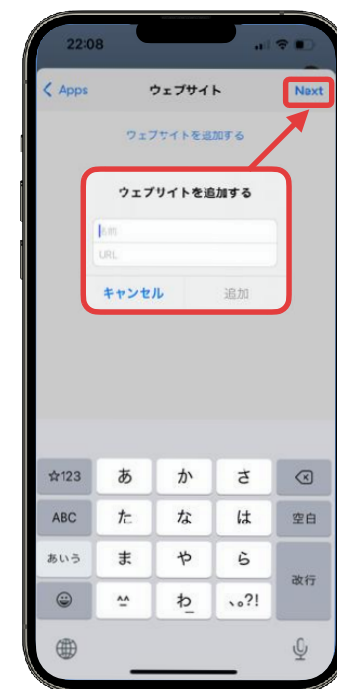 22:08
Apps
ウェブサイト
Next
ウェブサイトを追加する
ウェブサイトを追加する
名前
URL
キャンセル
追加
☆123
あ
か
さ
ABC
た
な
は
空白
あいう
ま
や
ら
改行
^^
わ_
、。?!